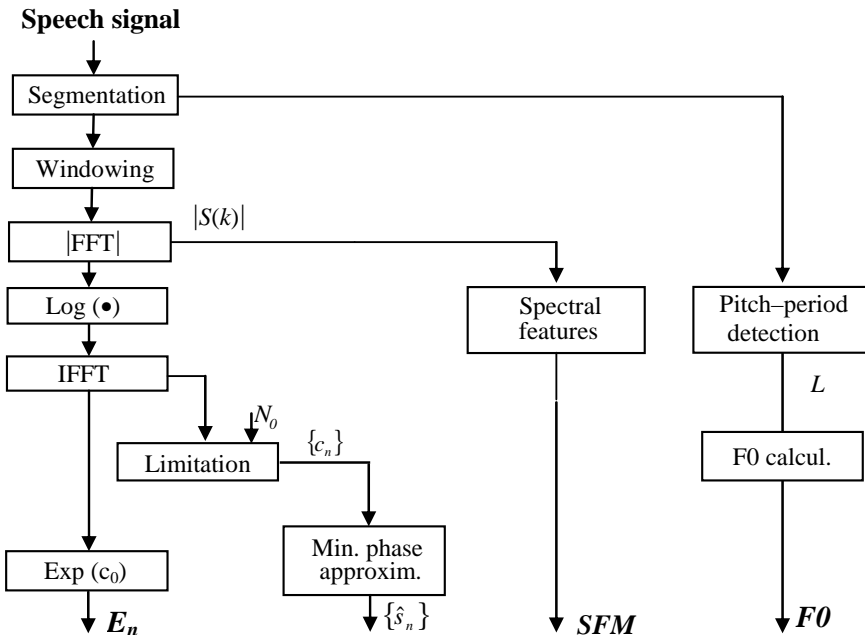 Speech signal
Segmentation
Windowing
|S(k)|
|FFT|
Log (●)
Spectral
features
Pitch–period
detection
IFFT
L
N₀
{cₙ}
Limitation
F0 calcul.
Min. phase
approxim.
Exp (c₀)
Eₙ
{ŝₙ}
SFM
F0